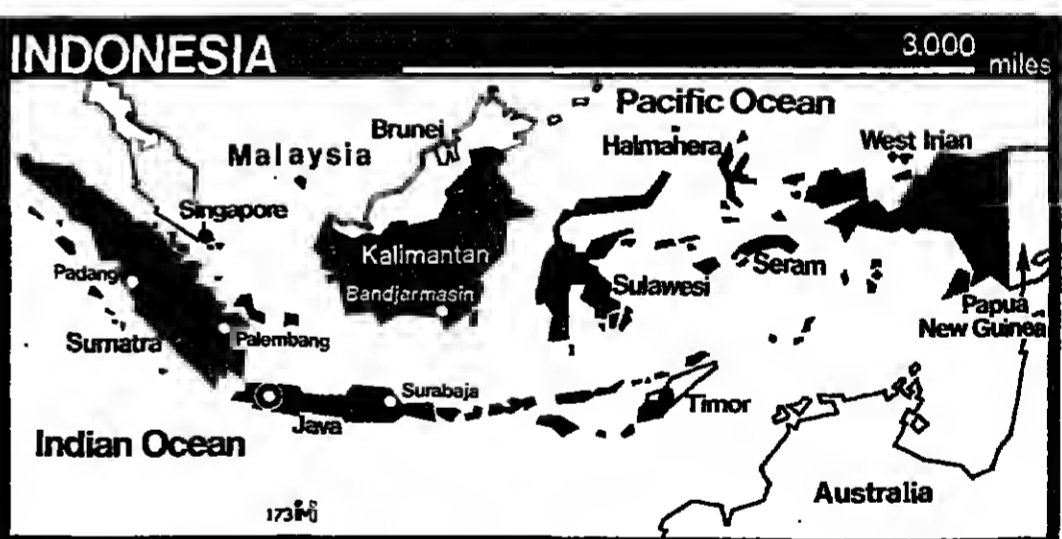 INDONESIA
3.000 miles
Pacific Ocean
Brunei
Halmahera
West Irian
Malaysia
Singapore
Kalimantan
Padang
Seram
Sulawesi
Bandjarmasin
Papua
New Guinea
Sumatra
Palembang
Surabaja
Timor
Java
Indian Ocean
Australia